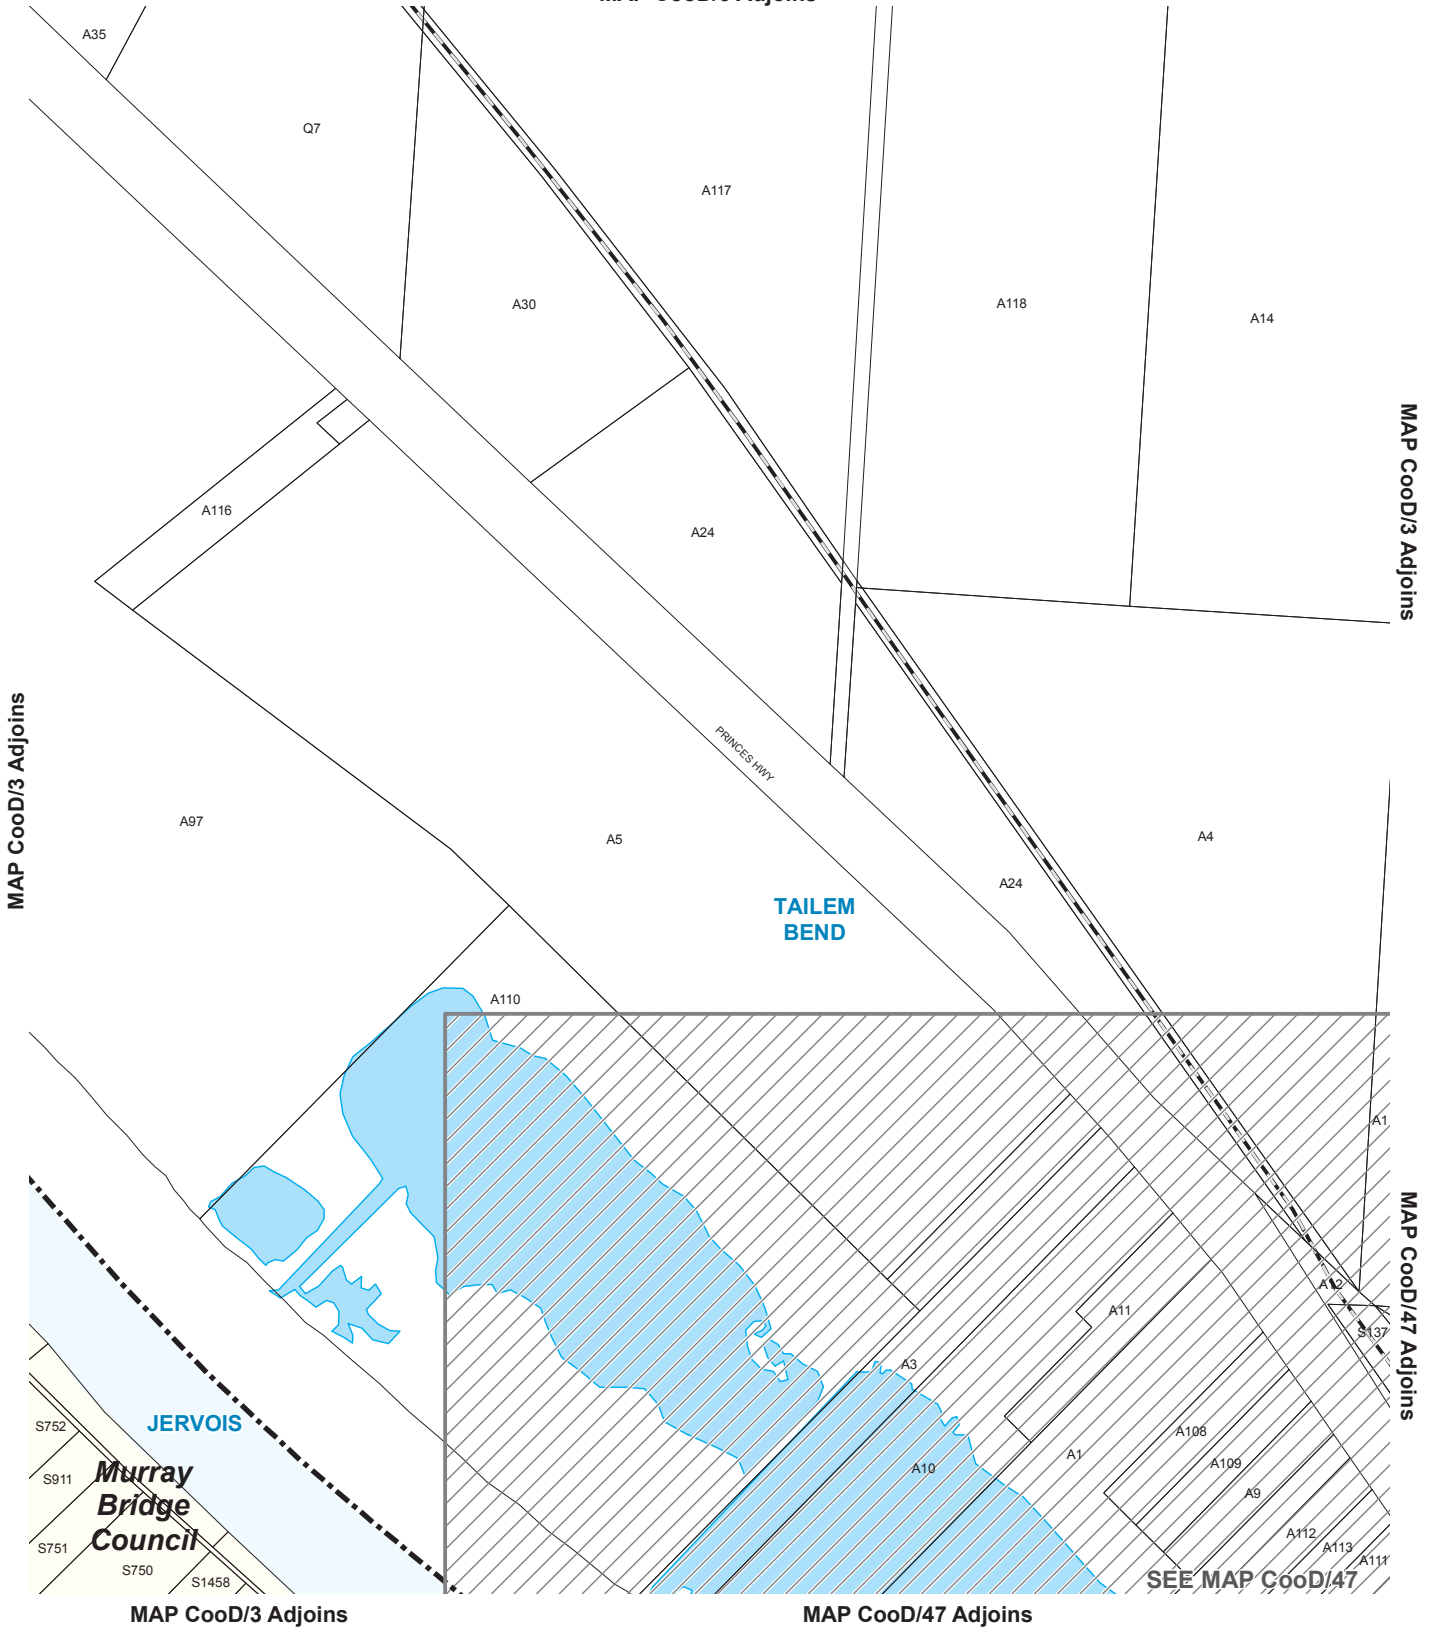 A35
Q7
A117
A30
A118
A14
MAP CooD/3 Adjoins
A116
A24
MAP CooD/3 Adjoins
PRINCES HWY
A97
A5
A4
A24
TAILEM
BEND
A110
A1
MAP CooD/47 Adjoins
A12
A11
S137
A3
JERVOIS
S752
A108
A1
A109
A10
Murray
Bridge
Council
S911
A9
A112
S751
A113
A111
S750
S1458
SEE MAP CooD/47
MAP CooD/3 Adjoins
MAP CooD/47 Adjoins